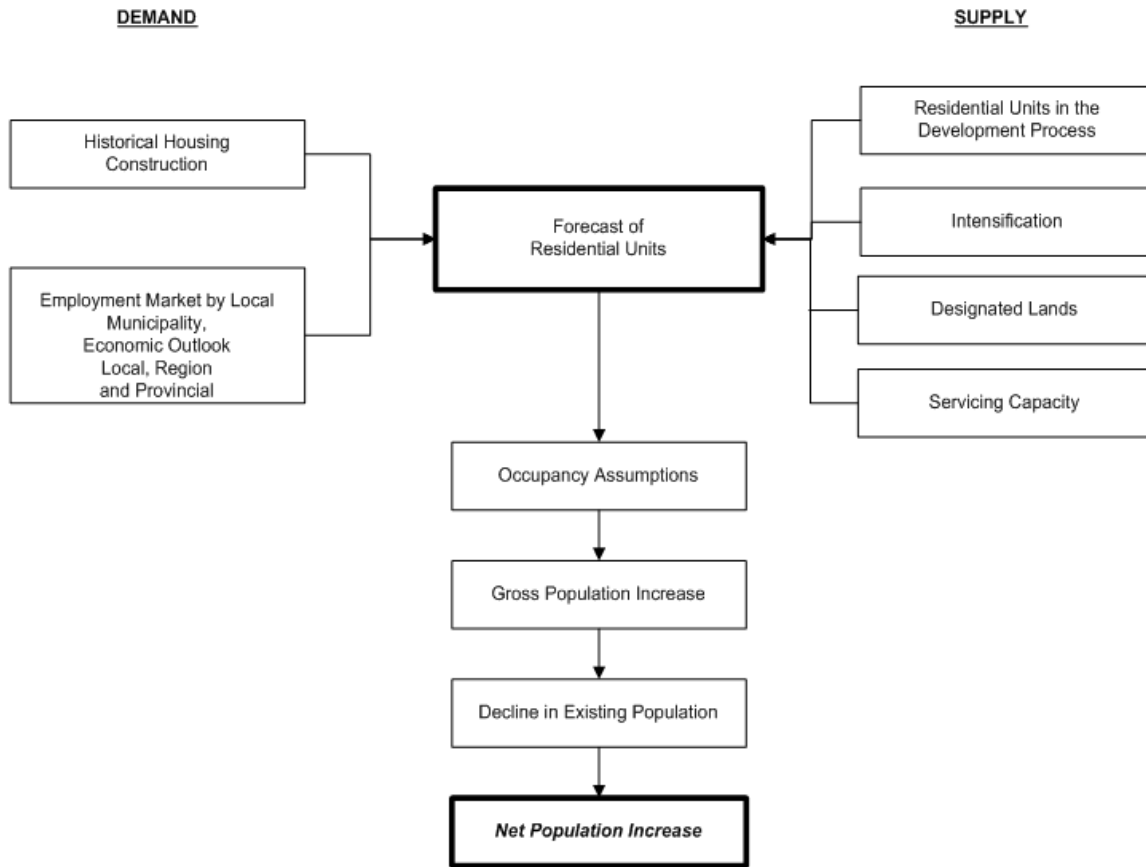 DEMAND
SUPPLY
Historical Housing
Construction
Employment Market by Local
Municipality,
Economic Outlook
Local, Region
and Provincial
Forecast of
Residential Units
Residential Units in the
Development Process
Intensification
Designated Lands
Servicing Capacity
Occupancy Assumptions
Gross Population Increase
Decline in Existing Population
Net Population Increase